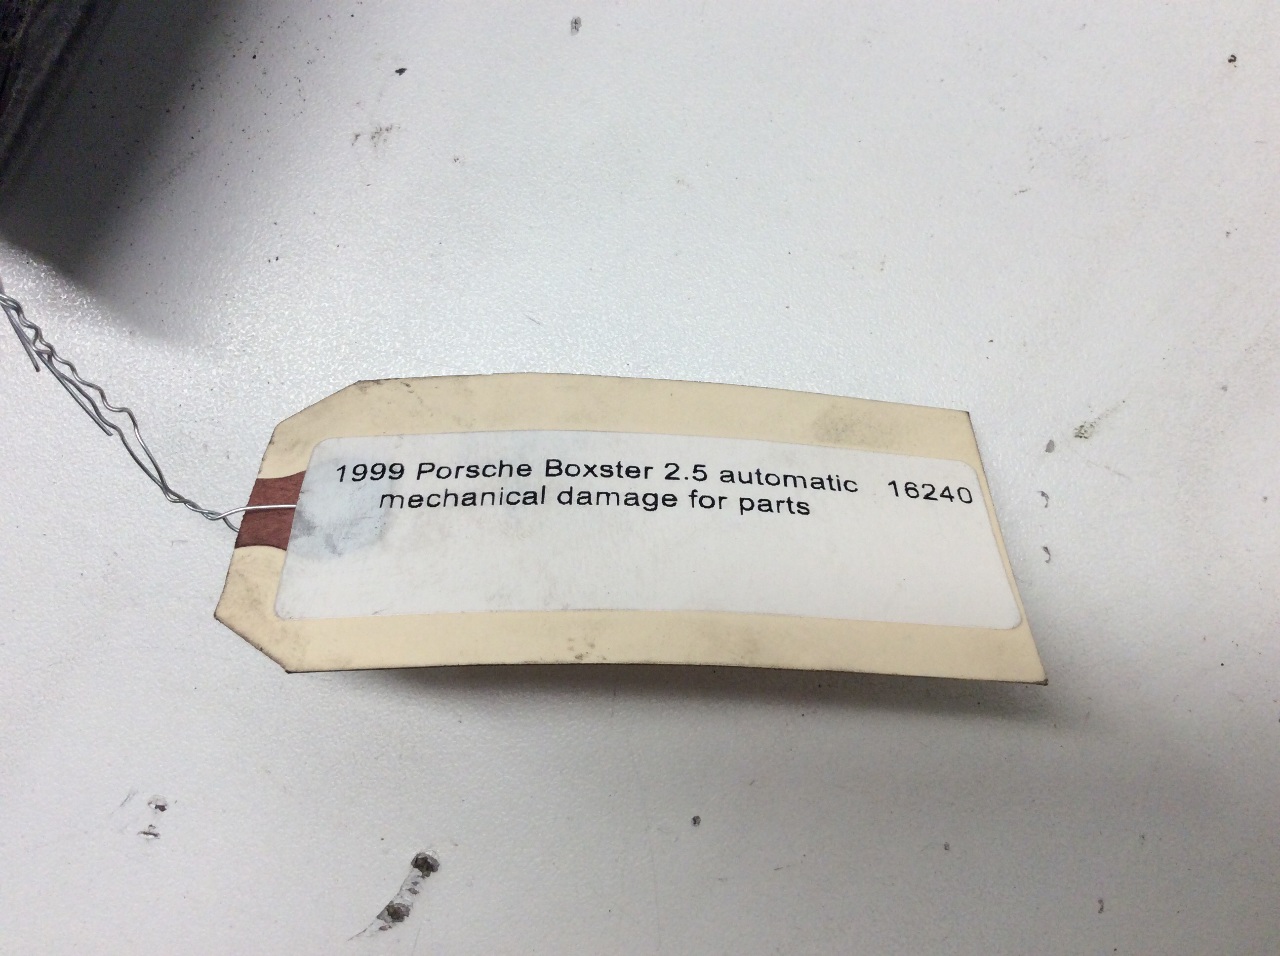 1999 Porsche Boxster 2.5 automatic 16240
mechanical damage for parts